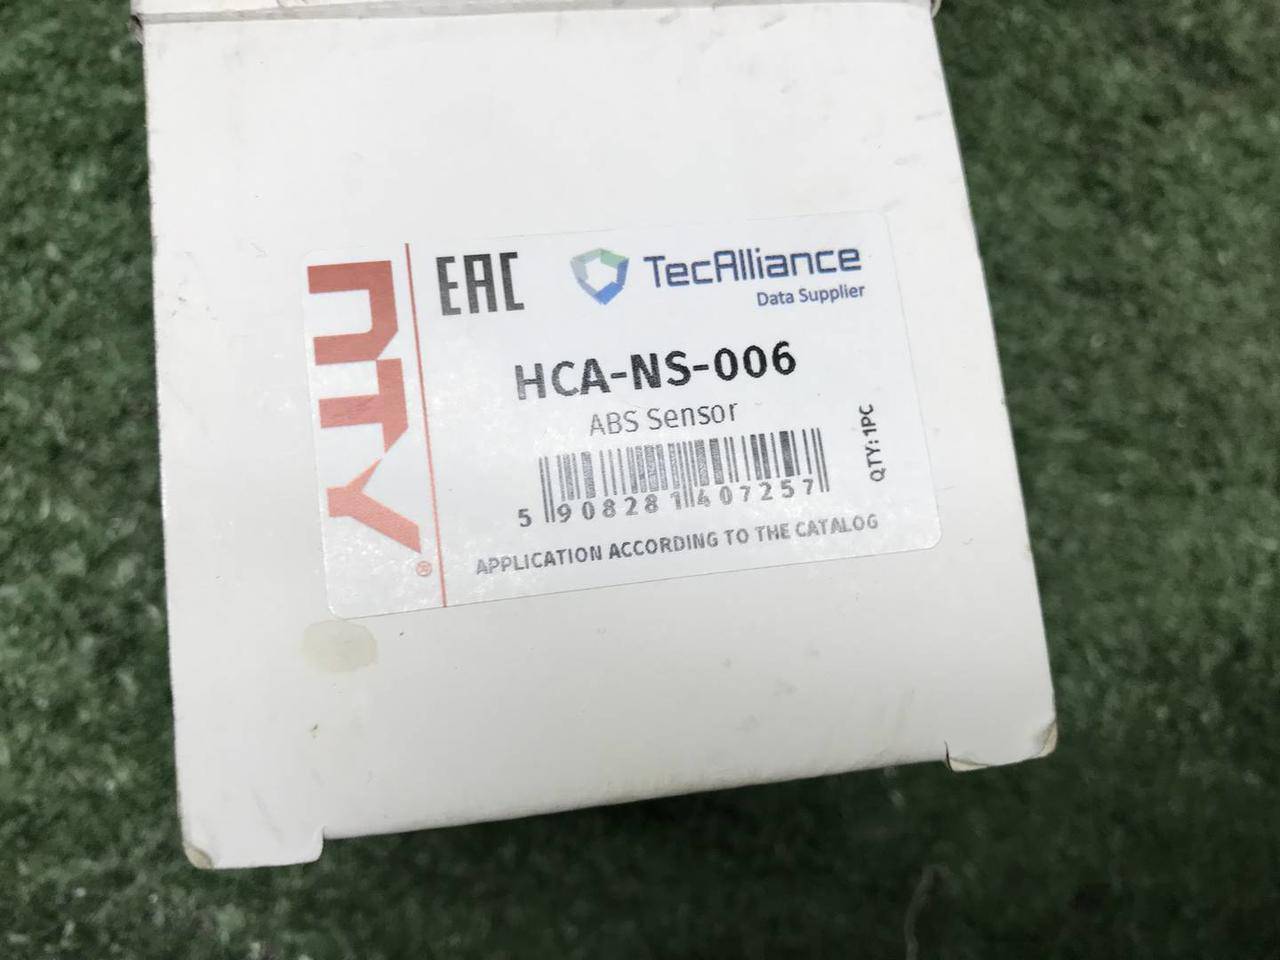 NTY®
EAC
TecAlliance
Data Supplier
HCA-NS-006
ABS Sensor
5 908281 407257
QTY: 1PC
APPLICATION ACCORDING TO THE CATALOG